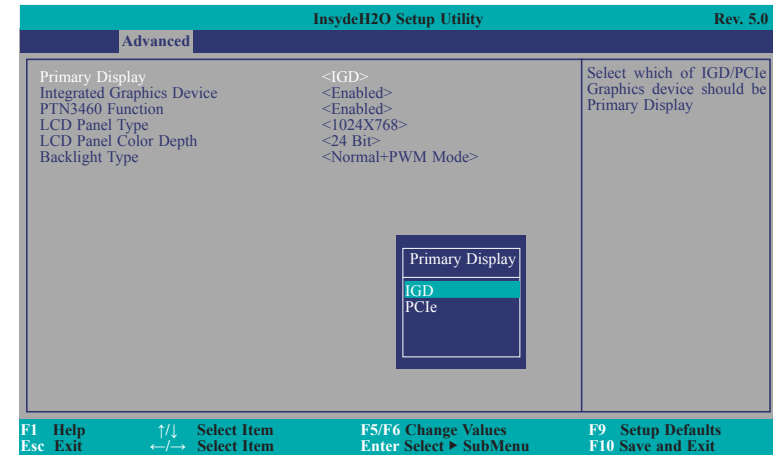 InsydeH2O Setup Utility Rev. 5.0
Advanced
Primary Display <IGD>
Integrated Graphics Device <Enabled>
PTN3460 Function <Enabled>
LCD Panel Type <1024X768>
LCD Panel Color Depth <24 Bit>
Backlight Type <Normal+PWM Mode>
Select which of IGD/PCIe
Graphics device should be
Primary Display
Primary Display
IGD
PCIe
F1 Help ↑/↓ Select Item F5/F6 Change Values F9 Setup Defaults
Esc Exit ←/→ Select Item Enter Select ▶ SubMenu F10 Save and Exit